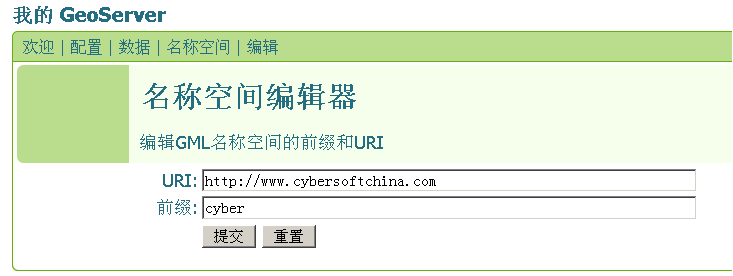 我的 GeoServer
欢迎 | 配置 | 数据 | 名称空间 | 编辑
名称空间编辑器
编辑GML名称空间的前缀和URI
URI: http://www.cybersoftchina.com
前缀: cyber
提交 重置